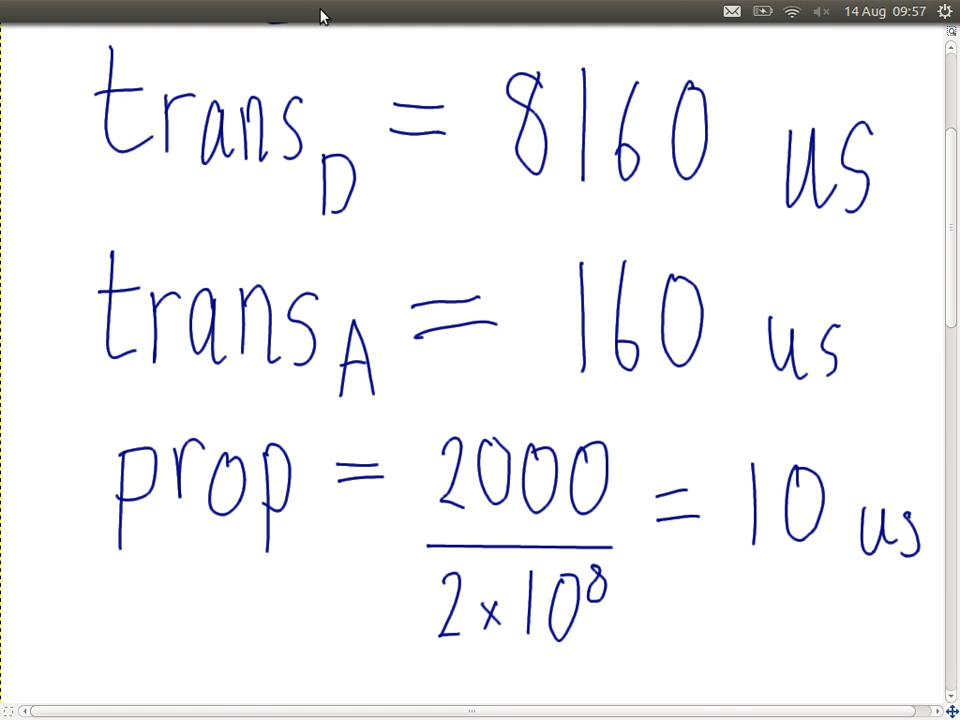 14 Aug 09:57
trans_D = 8160 us
trans_A = 160 us
prop = 2000 / 2 × 10^8 = 10 us